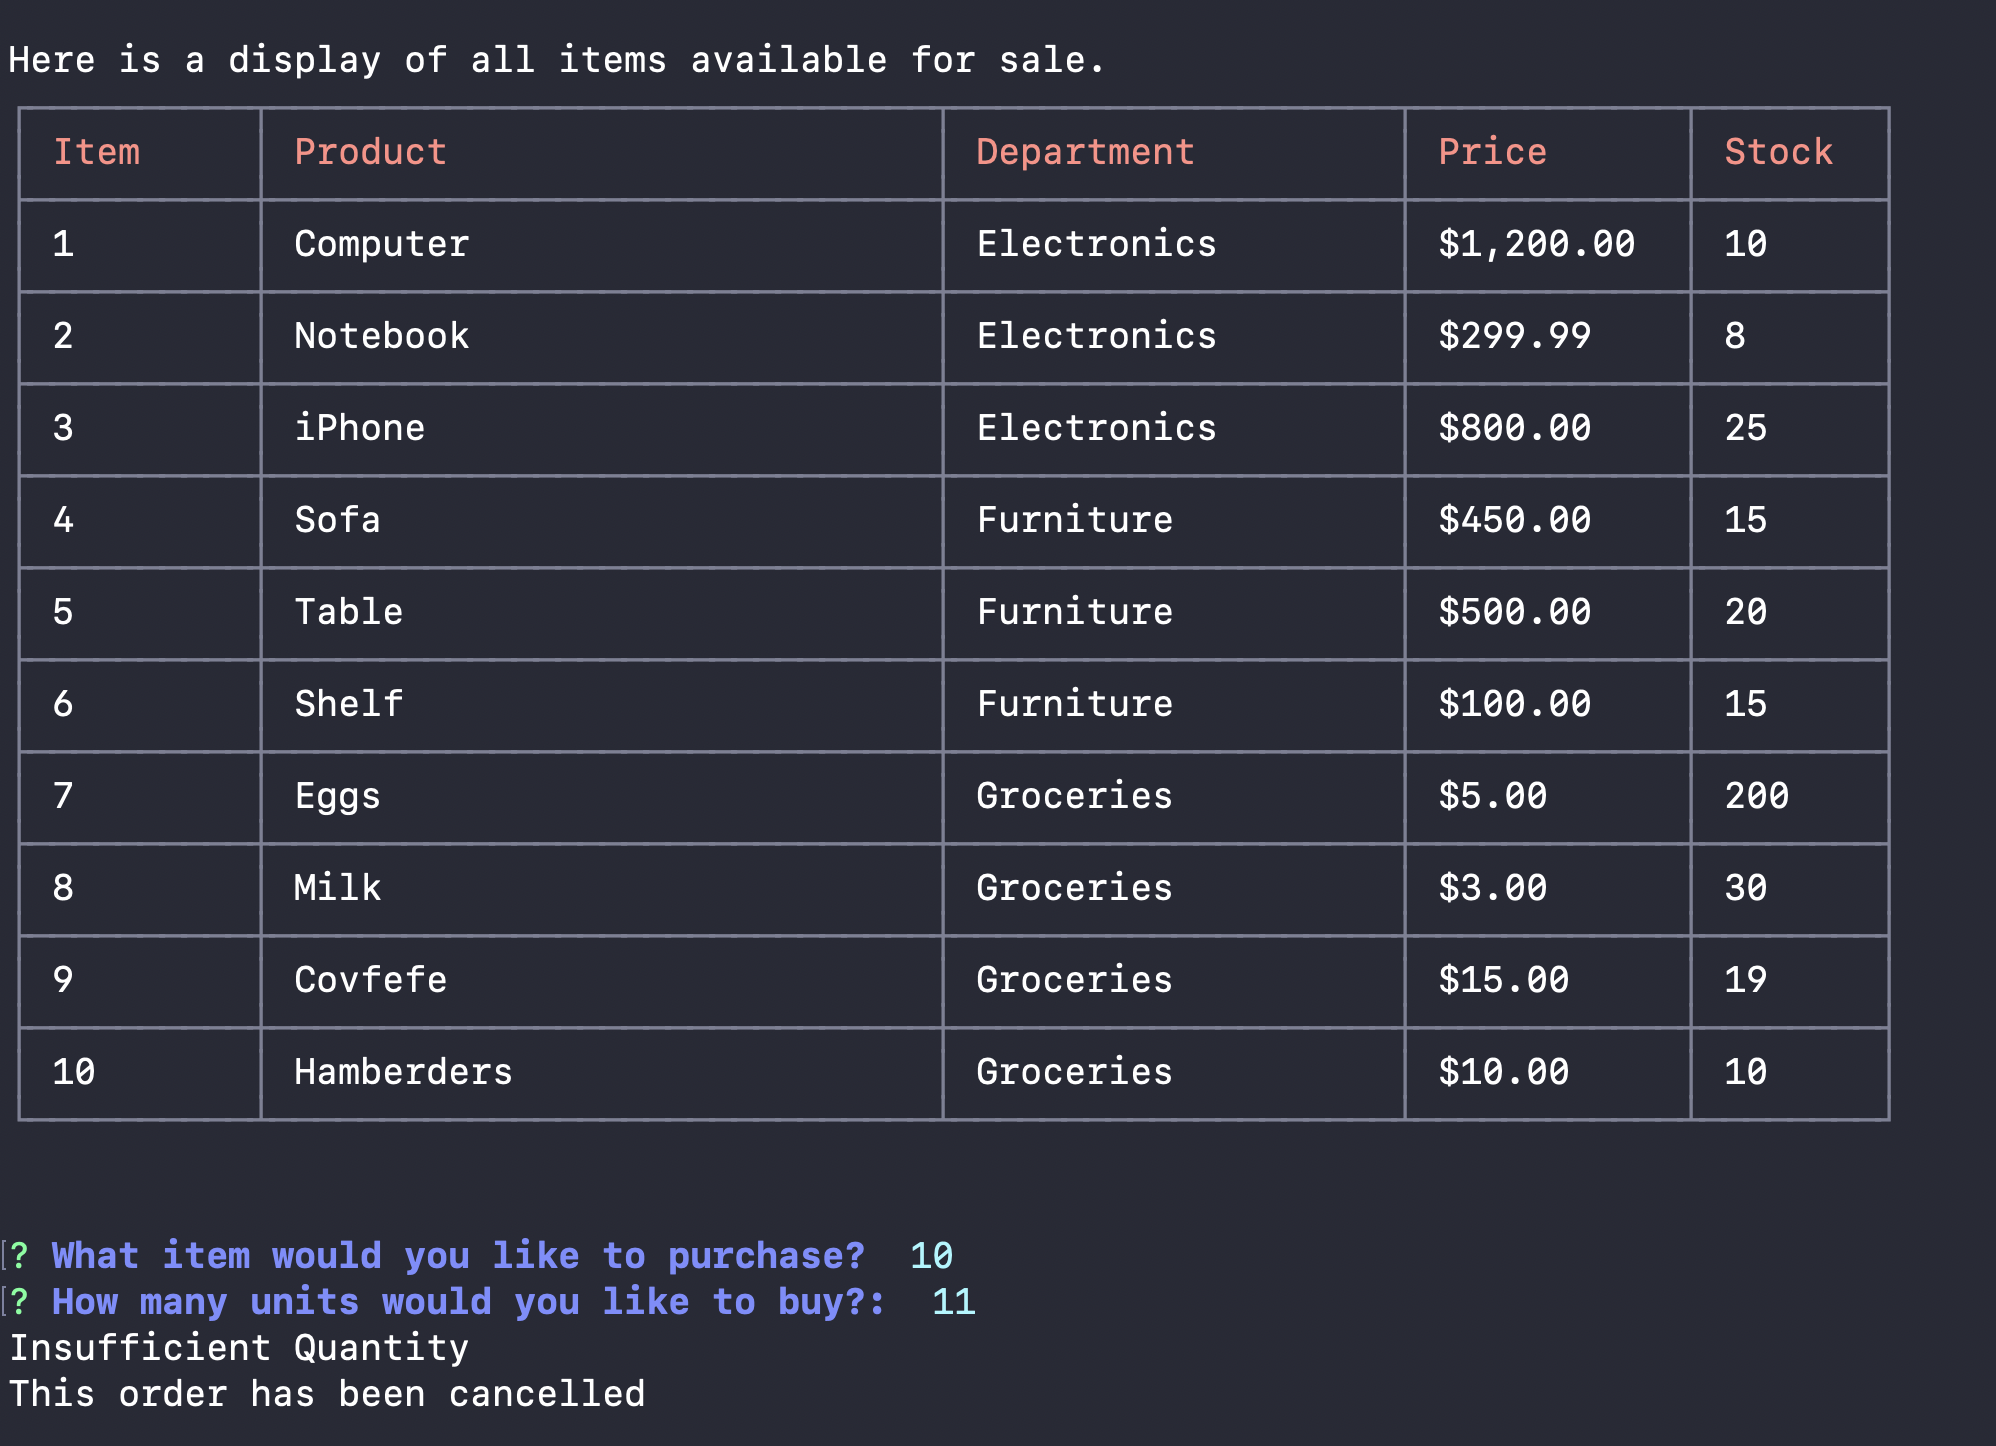 Here is a display of all items available for sale.
Item Product Department Price Stock
1 Computer Electronics $1,200.00 10
2 Notebook Electronics $299.99 8
3 iPhone Electronics $800.00 25
4 Sofa Furniture $450.00 15
5 Table Furniture $500.00 20
6 Shelf Furniture $100.00 15
7 Eggs Groceries $5.00 200
8 Milk Groceries $3.00 30
9 Covfefe Groceries $15.00 19
10 Hamberders Groceries $10.00 10
? What item would you like to purchase? 10
? How many units would you like to buy?: 11
Insufficient Quantity
This order has been cancelled